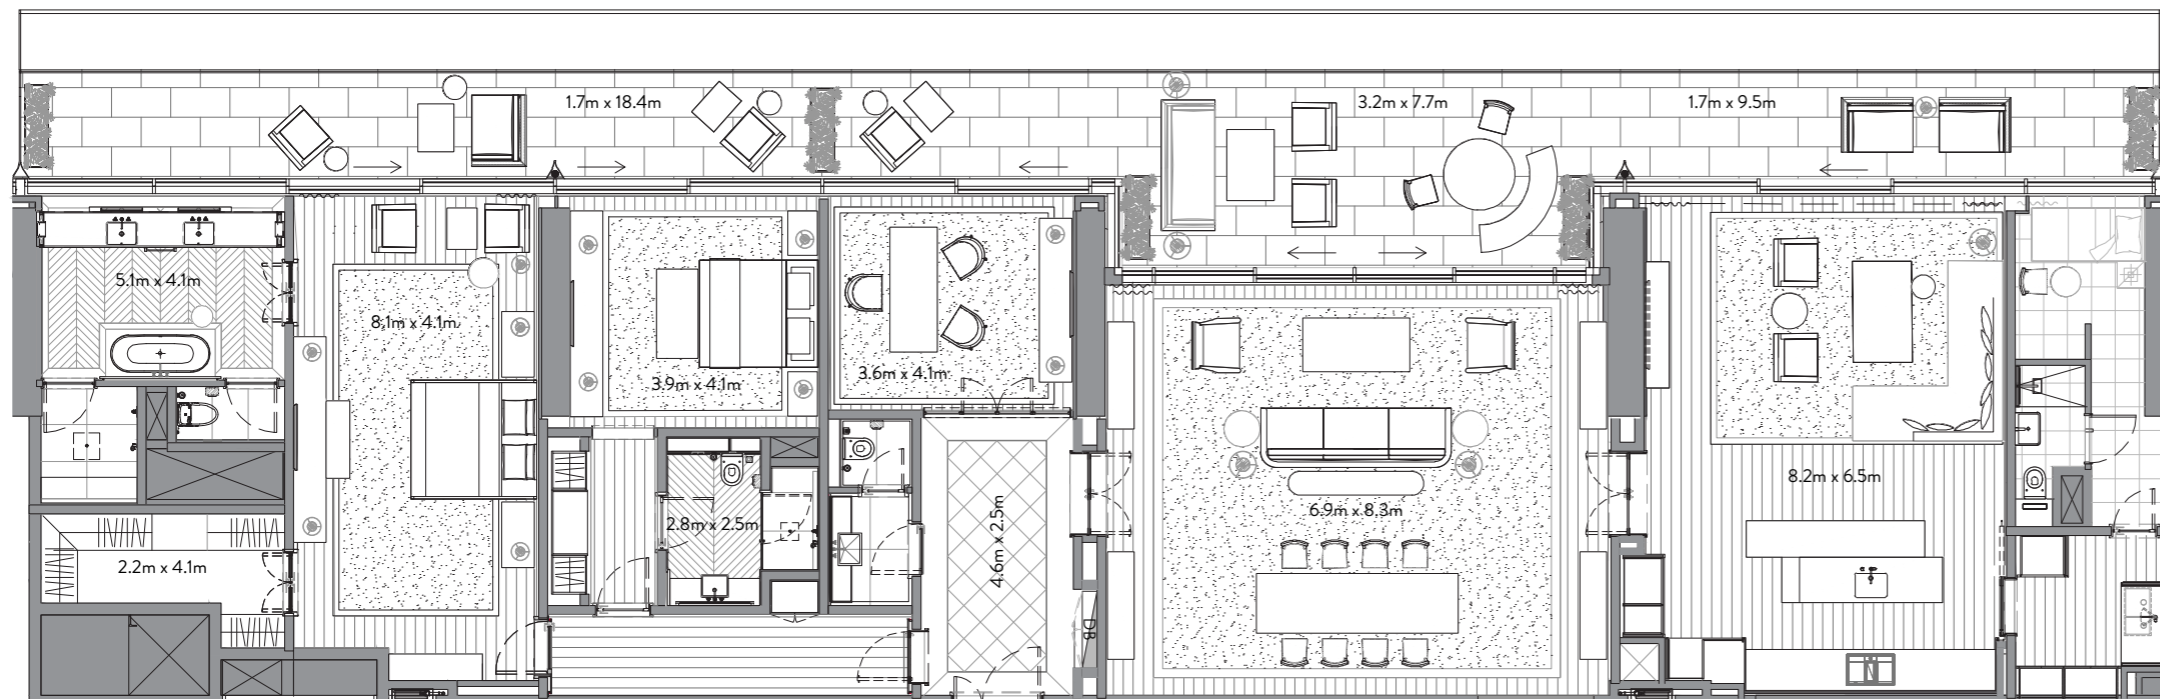 1.7m x 18.4m
3.2m x 7.7m
1.7m x 9.5m
5.1m x 4.1m
8.1m x 4.1m
3.9m x 4.1m
3.6m x 4.1m
8.2m x 6.5m
2.8m x 2.5m
6.9m x 8.3m
4.6m x 2.5m
2.2m x 4.1m
DB